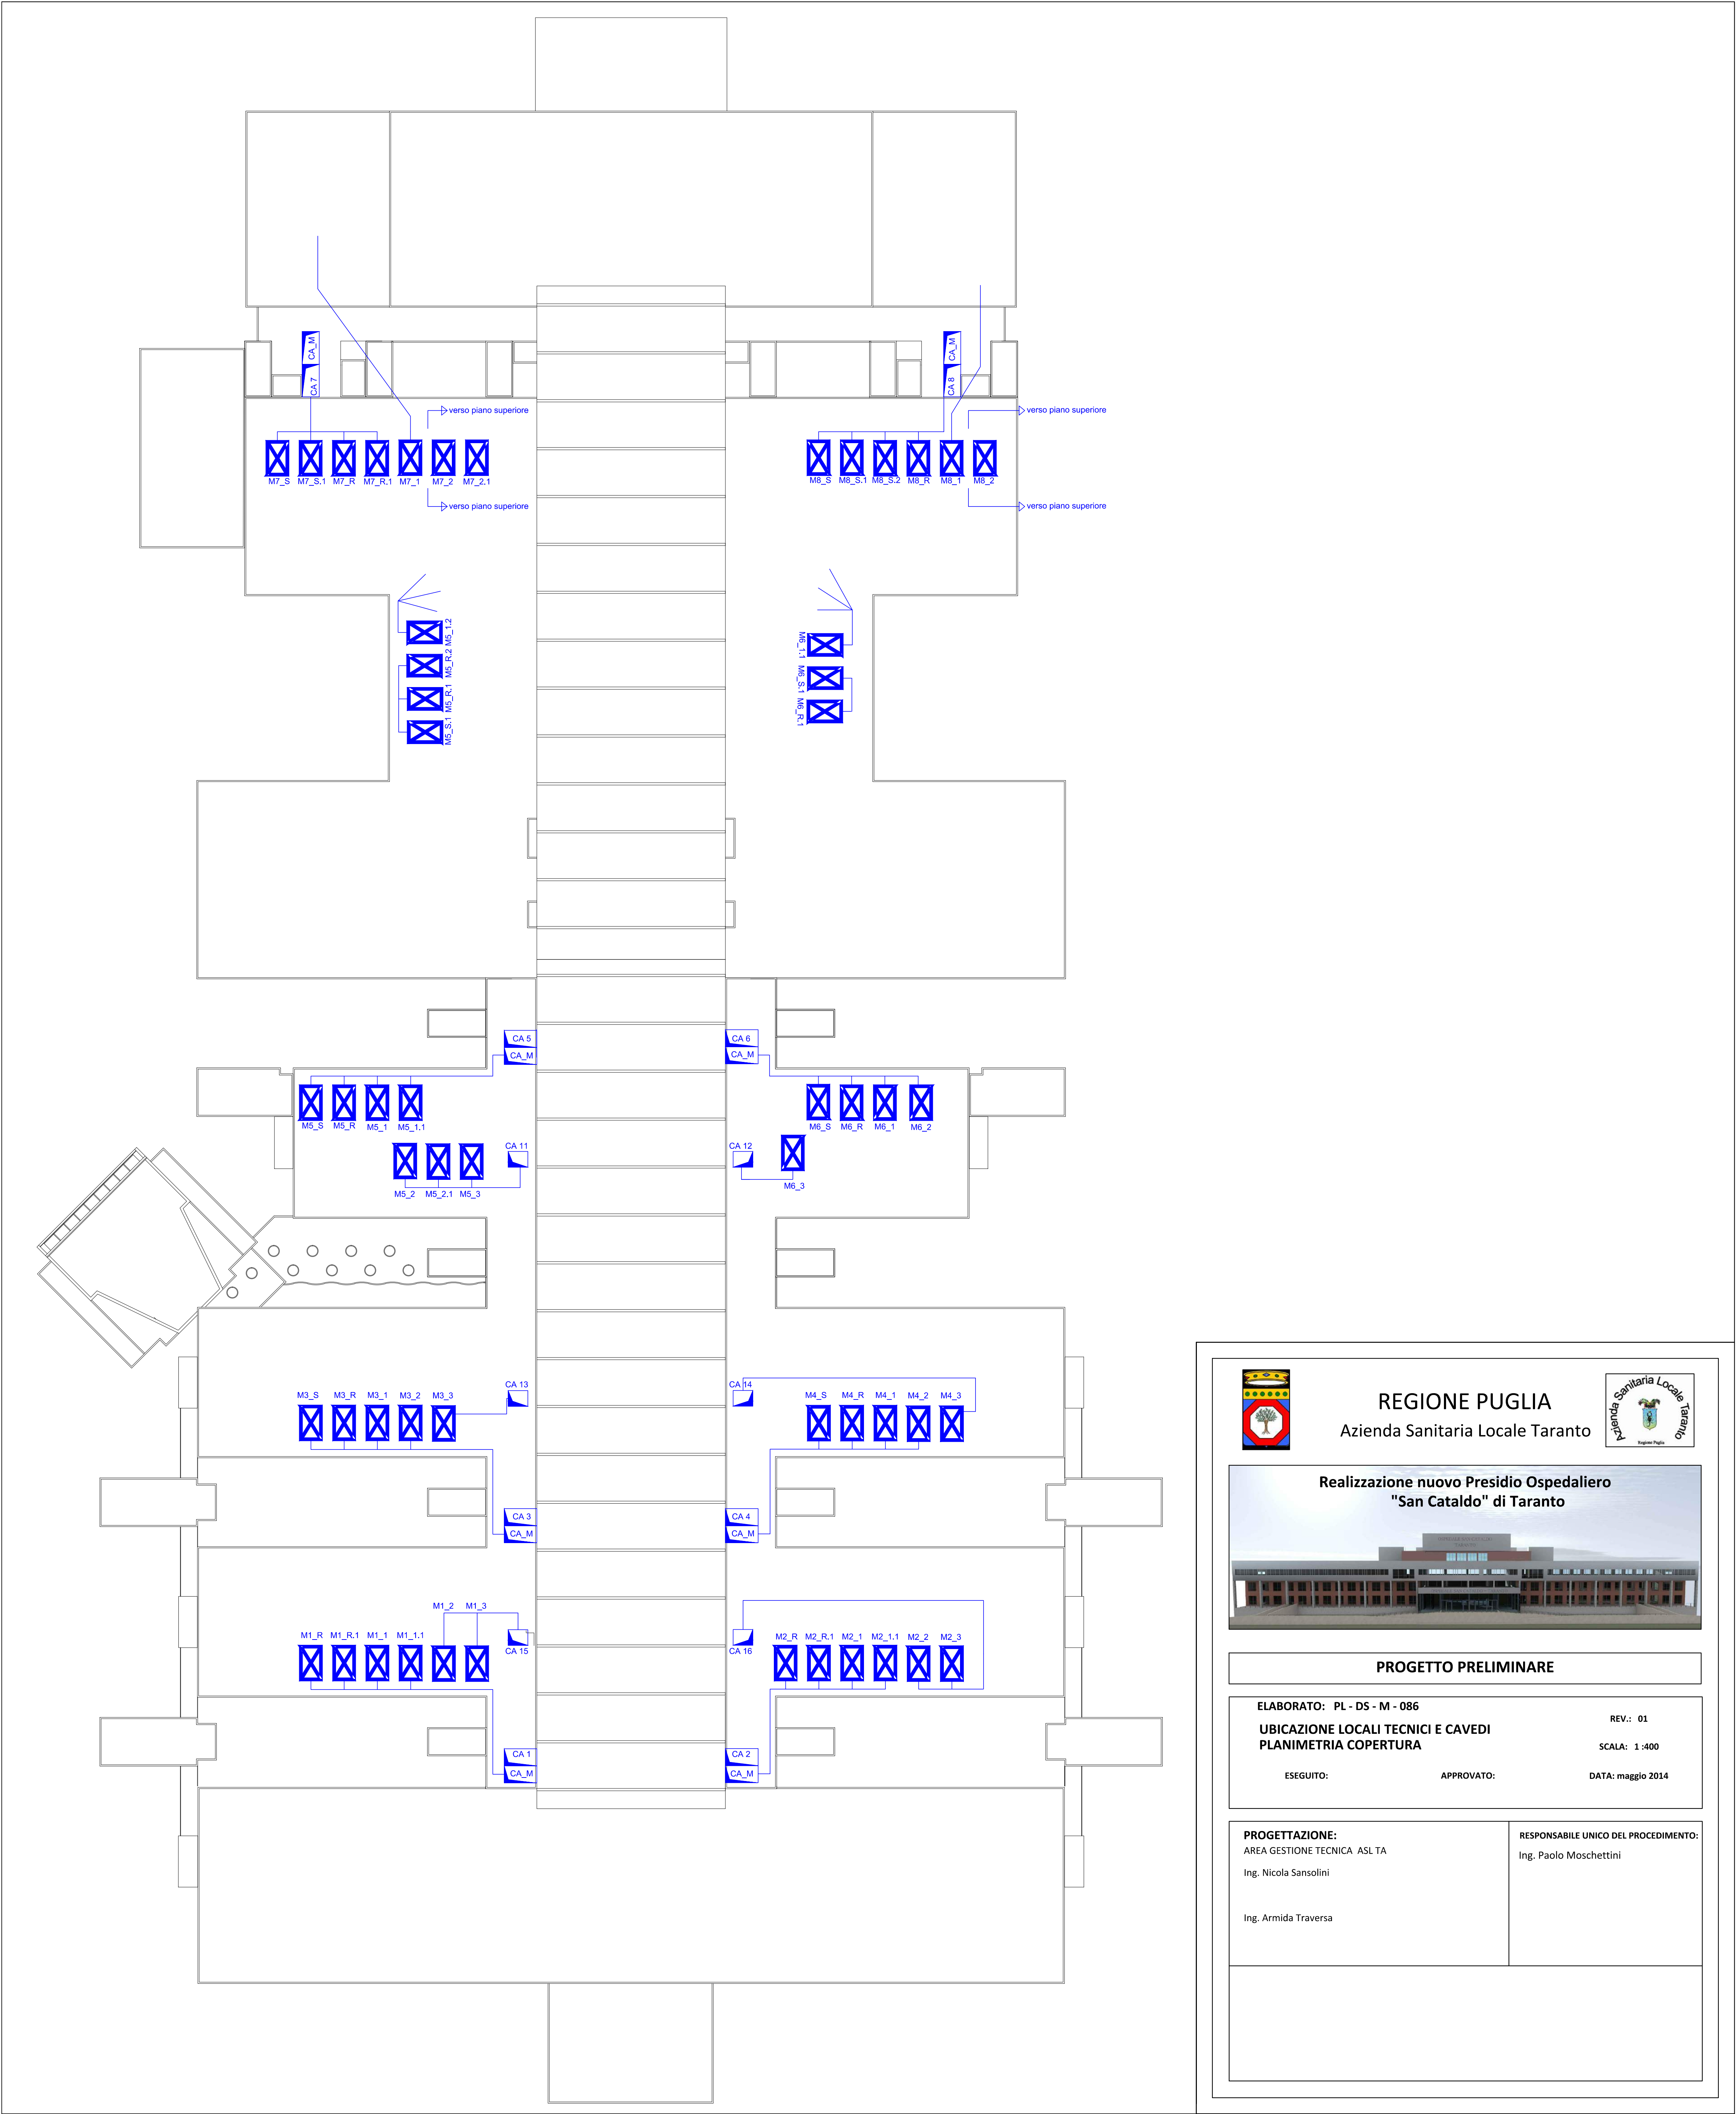 CA_M
CA 7
CA_M
CA 8
verso piano superiore
verso piano superiore
M7_S M7_S.1 M7_R M7_R.1 M7_1 M7_2 M7_2.1
M8_S M8_S.1 M8_S.2 M8_R M8_1 M8_2
verso piano superiore
verso piano superiore
M5_1.2
M5_R.2
M5_R.1
M5_S.1
M6_1.1
M6_S.1
M6_R.1
CA 5
CA_M
CA 6
CA_M
M5_S M5_R M5_1 M5_1.1
M6_S M6_R M6_1 M6_2
CA 11
CA 12
M5_2 M5_2.1 M5_3
M6_3
CA 13
CA 14
M3_S M3_R M3_1 M3_2 M3_3
M4_S M4_R M4_1 M4_2 M4_3
CA 3
CA_M
CA 4
CA_M
M1_2 M1_3
M1_R M1_R.1 M1_1 M1_1.1
CA 15
CA 16
M2_R M2_R.1 M2_1 M2_1.1 M2_2 M2_3
CA 1
CA_M
CA 2
CA_M
REGIONE PUGLIA
Azienda Sanitaria Locale Taranto
Azienda Sanitaria Locale Taranto
Regione Puglia
Realizzazione nuovo Presidio Ospedaliero
"San Cataldo" di Taranto
PROGETTO PRELIMINARE
ELABORATO: PL - DS - M - 086
REV.: 01
UBICAZIONE LOCALI TECNICI E CAVEDI
PLANIMETRIA COPERTURA
SCALA: 1 :400
ESEGUITO:
APPROVATO:
DATA: maggio 2014
PROGETTAZIONE:
AREA GESTIONE TECNICA ASL TA
Ing. Nicola Sansolini
Ing. Armida Traversa
RESPONSABILE UNICO DEL PROCEDIMENTO:
Ing. Paolo Moschettini